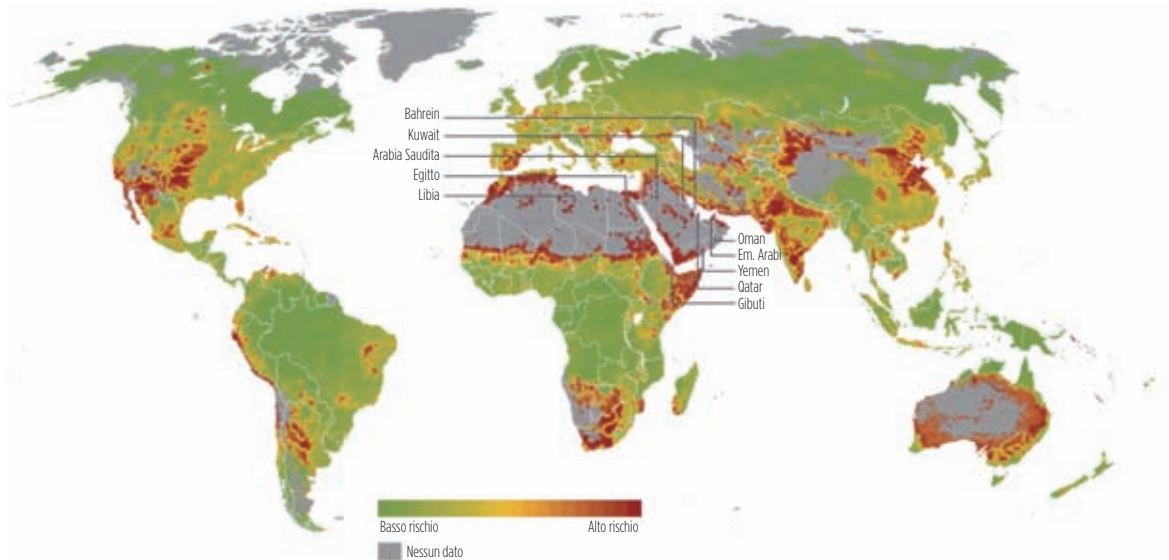 Bahrein
Kuwait
Arabia Saudita
Egitto
Libia
Oman
Em. Arabi
Yemen
Qatar
Gibuti
Basso rischio
Alto rischio
Nessun dato